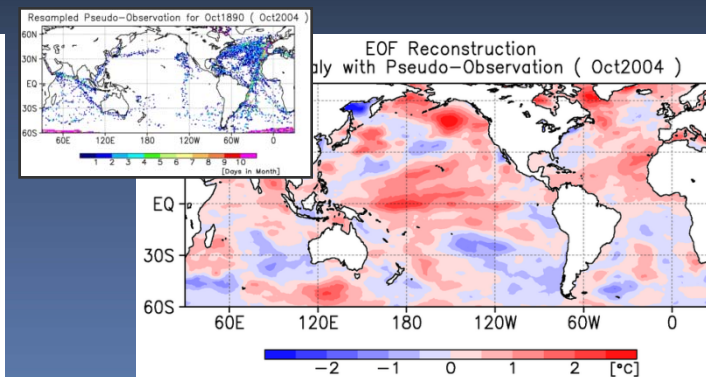 Resampled Pseudo-Observation for Oct1890 ( Oct2004 )
60N
30N
EQ
30S
60S
60E 120E 180 120W 60W 0
1 2 3 4 5 6 7 8 9 10
[Days in Month]
EOF Reconstruction
aly with Pseudo-Observation ( Oct2004 )
EQ
30S
60S
60E 120E 180 120W 60W 0
-2 -1 0 1 2 [°C]